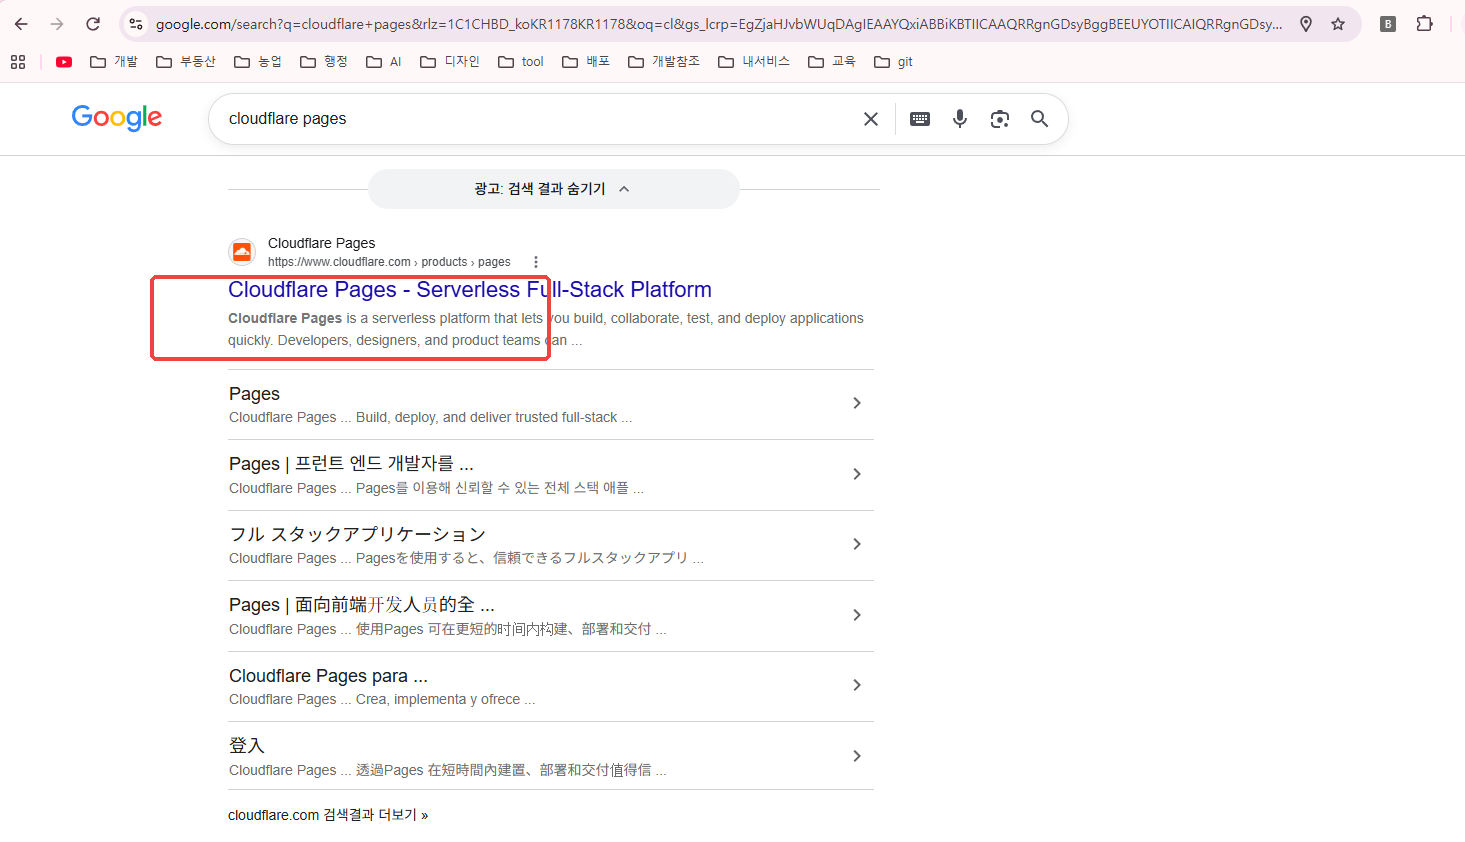 google.com/search?q=cloudflare+pages&rlz=1C1CHBD_koKR1178KR1178&oq=cl&gs_lcrp=EgZjaHJvbWUqDAgIEAAYQxiABBiKBTIICAAQRRgnGDsyBggBEEUYOTIICAIQRRgnGDsy...
B
개발 부동산 농업 행정 AI 디자인 tool 배포 개발참조 내서비스 교육 git
Google
cloudflare pages
광고: 검색 결과 숨기기
Cloudflare Pages
https://www.cloudflare.com › products › pages
Cloudflare Pages - Serverless Full-Stack Platform
Cloudflare Pages is a serverless platform that lets you build, collaborate, test, and deploy applications
quickly. Developers, designers, and product teams can ...
Pages
Cloudflare Pages ... Build, deploy, and deliver trusted full-stack ...
Pages | 프런트 엔드 개발자를 ...
Cloudflare Pages ... Pages를 이용해 신뢰할 수 있는 전체 스택 애플 ...
フル スタックアプリケーション
Cloudflare Pages ... Pagesを使用すると、信頼できるフルスタックアプリ ...
Pages | 面向前端开发人员的全 ...
Cloudflare Pages ... 使用Pages 可在更短的时间内构建、部署和交付 ...
Cloudflare Pages para ...
Cloudflare Pages ... Crea, implementa y ofrece ...
登入
Cloudflare Pages ... 透過Pages 在短時間內建置、部署和交付值得信 ...
cloudflare.com 검색결과 더보기 »